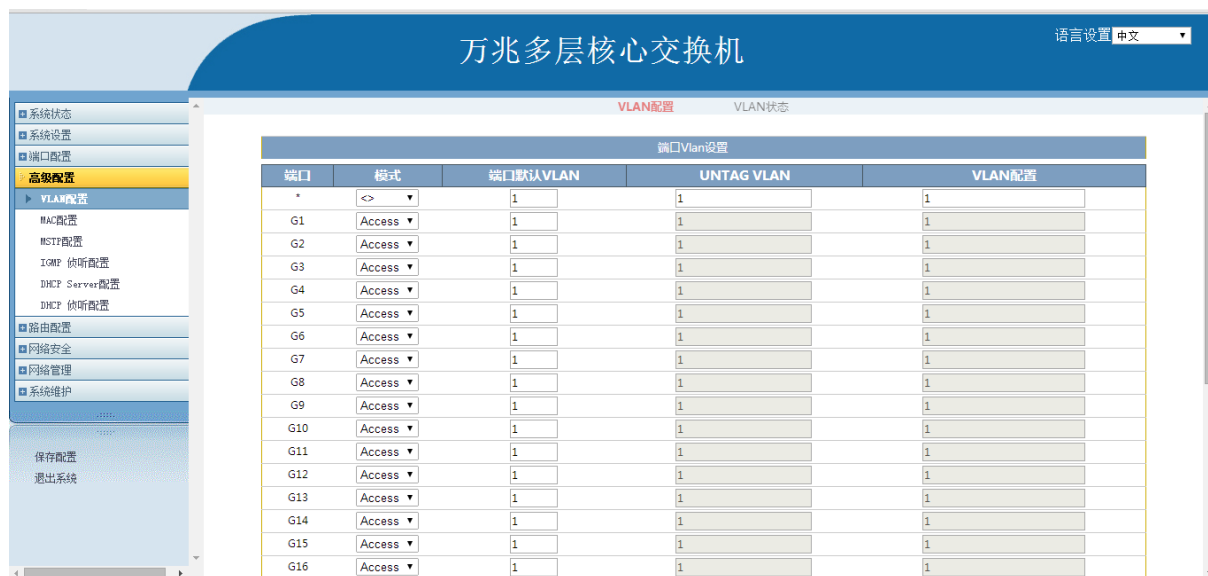 万兆多层核心交换机
语言设置 中文
系统状态
系统设置
端口配置
高级配置
VLAN配置
MAC配置
MSTP配置
IGMP 侦听配置
DHCP Server配置
DHCP 侦听配置
路由配置
网络安全
网络管理
系统维护
保存配置
退出系统
VLAN配置 VLAN状态
端口Vlan设置
端口 模式 端口默认VLAN UNTAG VLAN VLAN配置
* <> 1 1 1
G1 Access 1 1 1
G2 Access 1 1 1
G3 Access 1 1 1
G4 Access 1 1 1
G5 Access 1 1 1
G6 Access 1 1 1
G7 Access 1 1 1
G8 Access 1 1 1
G9 Access 1 1 1
G10 Access 1 1 1
G11 Access 1 1 1
G12 Access 1 1 1
G13 Access 1 1 1
G14 Access 1 1 1
G15 Access 1 1 1
G16 Access 1 1 1